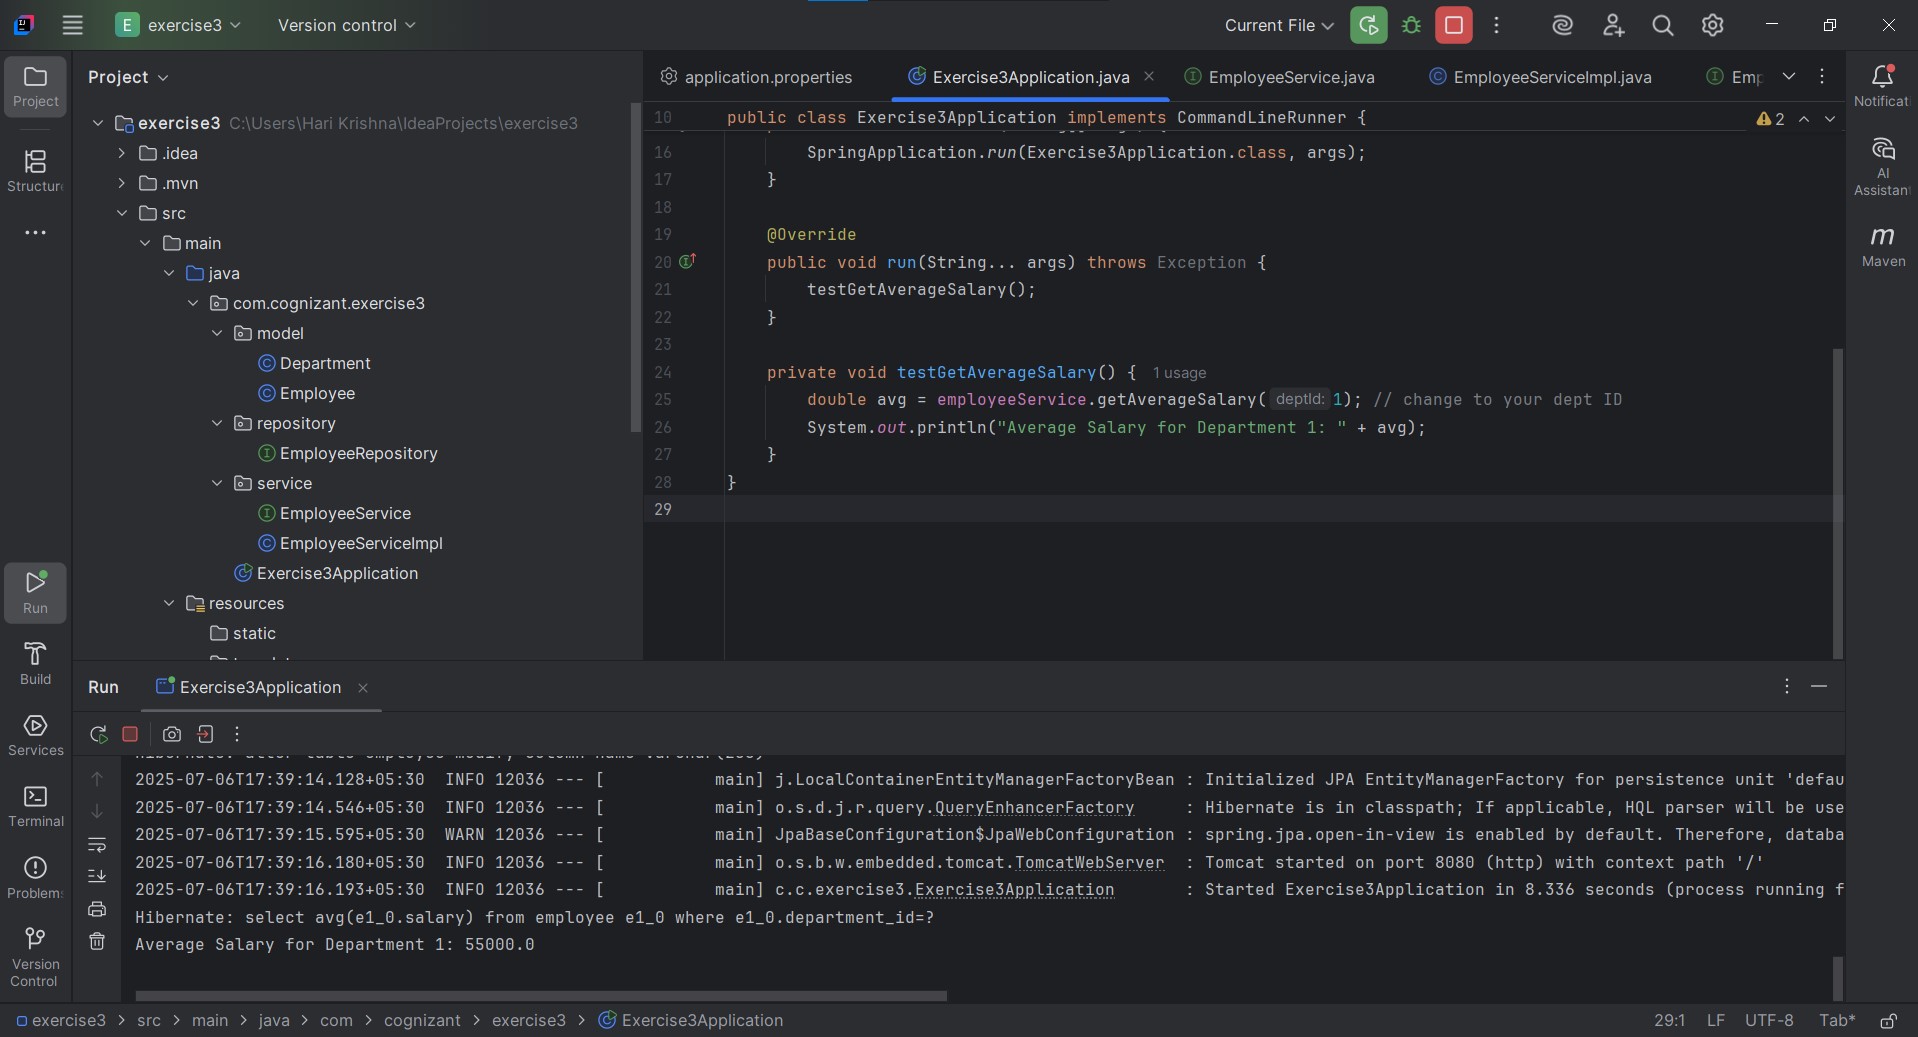 E exercise3 Version control Current File
Project
Project
Structure
exercise3 C:\Users\Hari Krishna\IdeaProjects\exercise3
.idea
.mvn
src
main
java
com.cognizant.exercise3
model
Department
Employee
repository
EmployeeRepository
service
EmployeeService
EmployeeServiceImpl
Exercise3Application
resources
static
application.properties Exercise3Application.java EmployeeService.java EmployeeServiceImpl.java Emp
10 public class Exercise3Application implements CommandLineRunner { 2
16 SpringApplication.run(Exercise3Application.class, args);
17 }
18
19 @Override
20 public void run(String... args) throws Exception {
21 testGetAverageSalary();
22 }
23
24 private void testGetAverageSalary() { 1 usage
25 double avg = employeeService.getAverageSalary( deptId: 1); // change to your dept ID
26 System.out.println("Average Salary for Department 1: " + avg);
27 }
28 }
29
Notificati
AI
Assistant
m
Maven
Run
Build
Services
Terminal
Problems
Version
Control
Run Exercise3Application
2025-07-06T17:39:14.128+05:30 INFO 12036 --- [ main] j.LocalContainerEntityManagerFactoryBean : Initialized JPA EntityManagerFactory for persistence unit 'defau
2025-07-06T17:39:14.546+05:30 INFO 12036 --- [ main] o.s.d.j.r.query.QueryEnhancerFactory : Hibernate is in classpath; If applicable, HQL parser will be use
2025-07-06T17:39:15.595+05:30 WARN 12036 --- [ main] JpaBaseConfiguration$JpaWebConfiguration : spring.jpa.open-in-view is enabled by default. Therefore, databa
2025-07-06T17:39:16.180+05:30 INFO 12036 --- [ main] o.s.b.w.embedded.tomcat.TomcatWebServer : Tomcat started on port 8080 (http) with context path '/'
2025-07-06T17:39:16.193+05:30 INFO 12036 --- [ main] c.c.exercise3.Exercise3Application : Started Exercise3Application in 8.336 seconds (process running f
Hibernate: select avg(e1_0.salary) from employee e1_0 where e1_0.department_id=?
Average Salary for Department 1: 55000.0
exercise3 > src > main > java > com > cognizant > exercise3 > Exercise3Application 29:1 LF UTF-8 Tab*